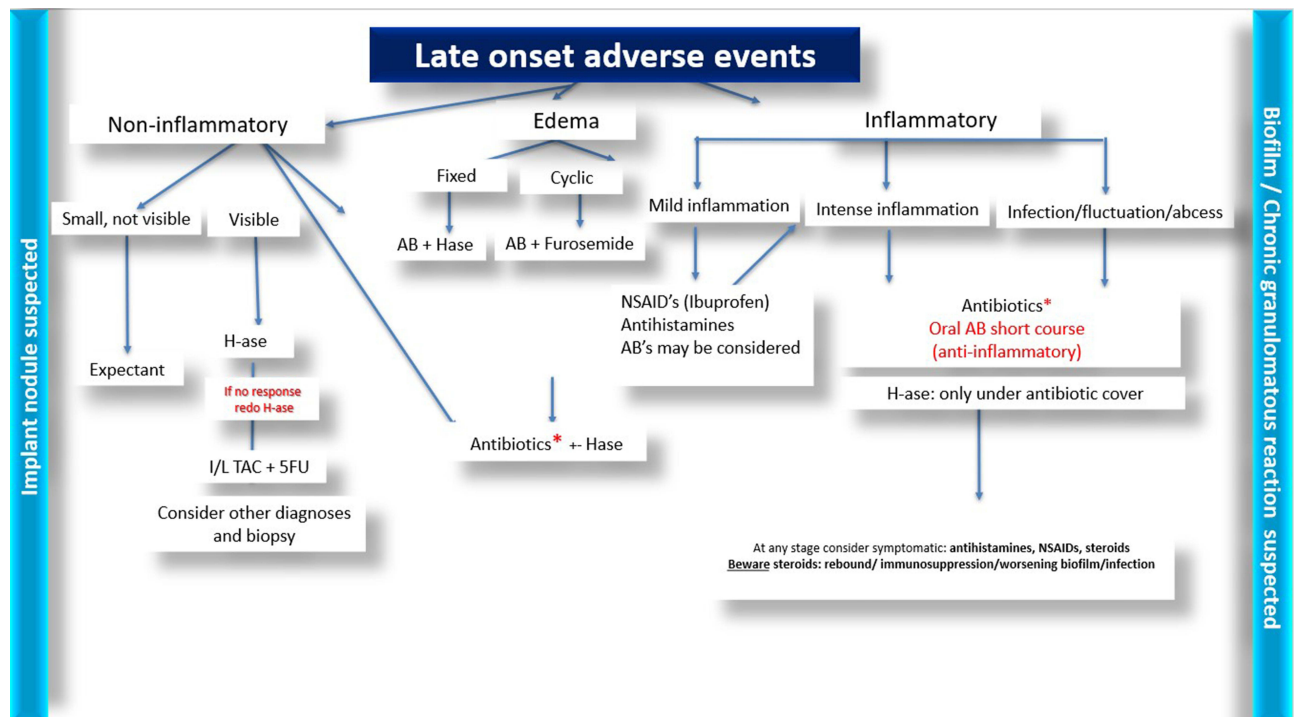 Late onset adverse events
Implant nodule suspected
Non-inflammatory
Edema
Inflammatory
Small, not visible
Visible
Fixed
Cyclic
Mild inflammation
Intense inflammation
Infection/fluctuation/abcess
AB + Hase
AB + Furosemide
NSAID's (Ibuprofen)
Antihistamines
AB's may be considered
Antibiotics*
Oral AB short course
(anti-inflammatory)
H-ase: only under antibiotic cover
Expectant
H-ase
If no response
redo H-ase
I/L TAC + 5FU
Consider other diagnoses
and biopsy
Antibiotics* +- Hase
At any stage consider symptomatic: antihistamines, NSAIDs, steroids
Beware steroids: rebound/ immunosuppression/worsening biofilm/infection
Biofilm / Chronic granulomatous reaction suspected